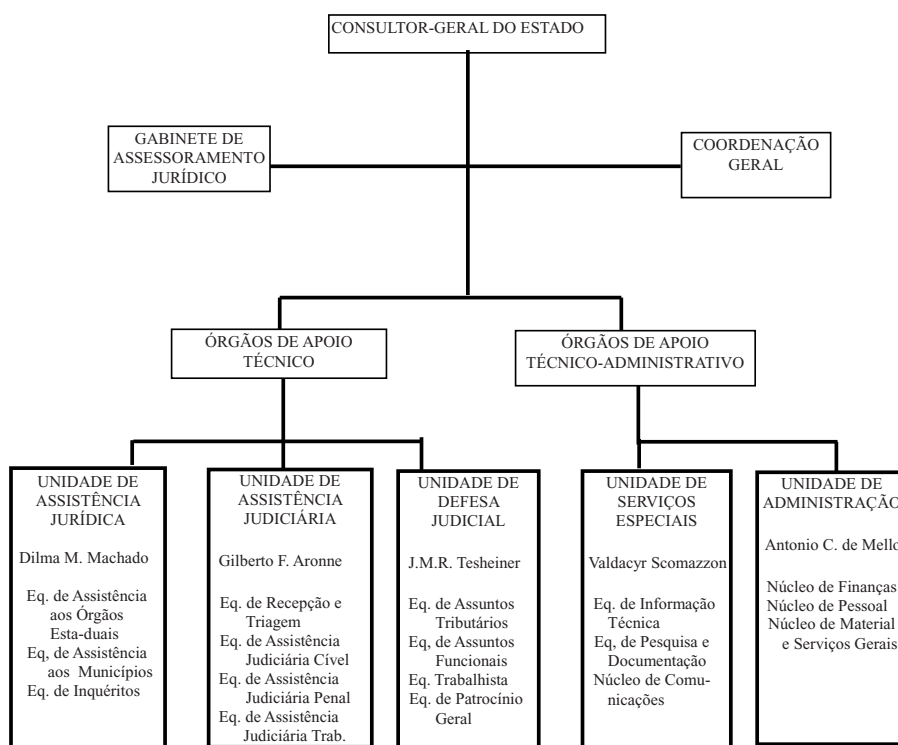 CONSULTOR-GERAL DO ESTADO
GABINETE DE
ASSESSORAMENTO
JURÍDICO
COORDENAÇÃO
GERAL
ÓRGÃOS DE APOIO
TÉCNICO
ÓRGÃOS DE APOIO
TÉCNICO-ADMINISTRATIVO
UNIDADE DE
ASSISTÊNCIA
JURÍDICA
Dilma M. Machado
Eq. de Assistência
aos Órgãos
Esta-duais
Eq, de Assistência
aos Municípios
Eq. de Inquéritos
UNIDADE DE
ASSISTÊNCIA
JUDICIÁRIA
Gilberto F. Aronne
Eq. de Recepção e
Triagem
Eq. de Assistência
Judiciária Cível
Eq. de Assistência
Judiciária Penal
Eq. de Assistência
Judiciária Trab.
UNIDADE DE
DEFESA
JUDICIAL
J.M.R. Tesheiner
Eq. de Assuntos
Tributários
Eq, de Assuntos
Funcionais
Eq. Trabalhista
Eq. de Patrocínio
Geral
UNIDADE DE
SERVIÇOS
ESPECIAIS
Valdacyr Scomazzon
Eq. de Informação
Técnica
Eq, de Pesquisa e
Documentação
Núcleo de Comu-
nicações
UNIDADE DE
ADMINISTRAÇÃO
Antonio C. de Mello
Núcleo de Finanças
Núcleo de Pessoal
Núcleo de Material
e Serviços Gerais